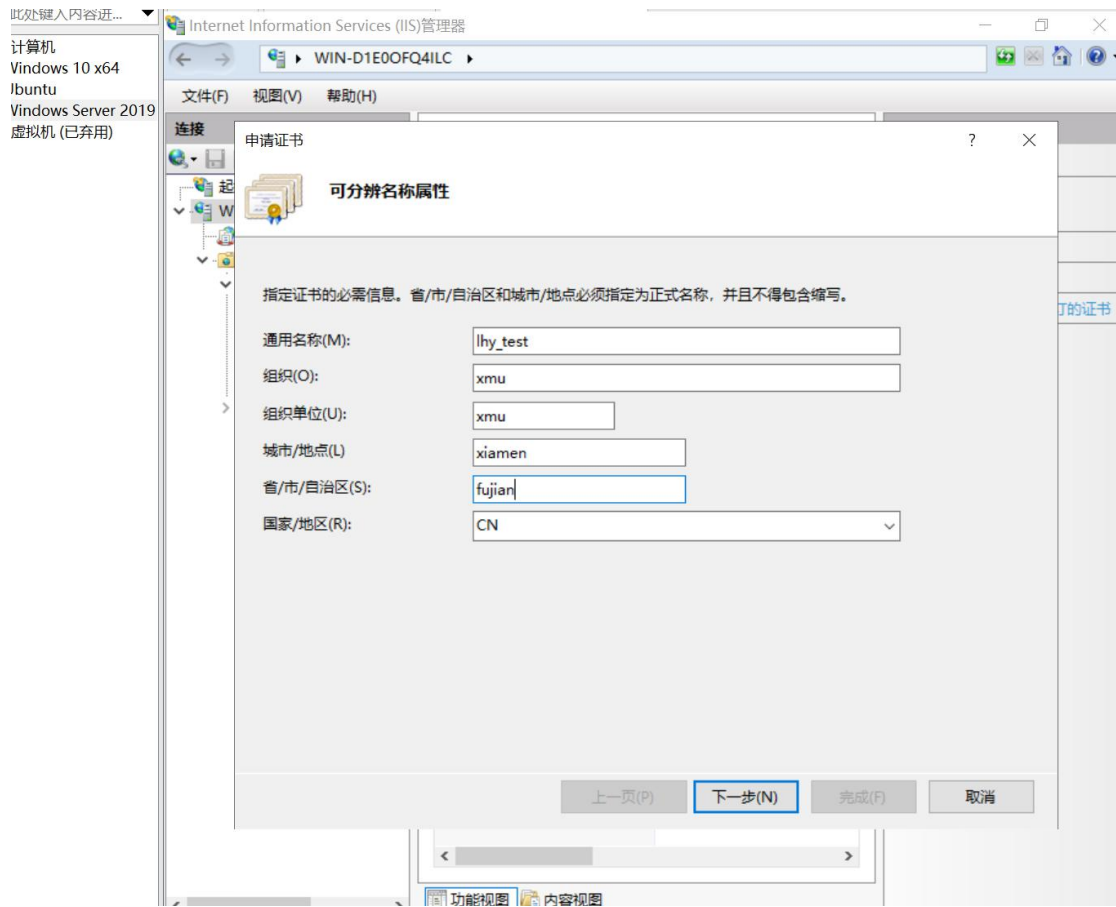 此处键入内容进...
计算机
Vindows 10 x64
Ubuntu
Vindows Server 2019
虚拟机 (已弃用)
Internet Information Services (IIS)管理器
WIN-D1E0OFQ4ILC
文件(F) 视图(V) 帮助(H)
连接
起
W
申请证书
?
可分辨名称属性
指定证书的必需信息。省/市/自治区和城市/地点必须指定为正式名称，并且不得包含缩写。
通用名称(M): lhy_test
组织(O): xmu
组织单位(U): xmu
城市/地点(L) xiamen
省/市/自治区(S): fujian
国家/地区(R): CN
的证书
上一页(P) 下一步(N) 完成(F) 取消
功能视图 内容视图